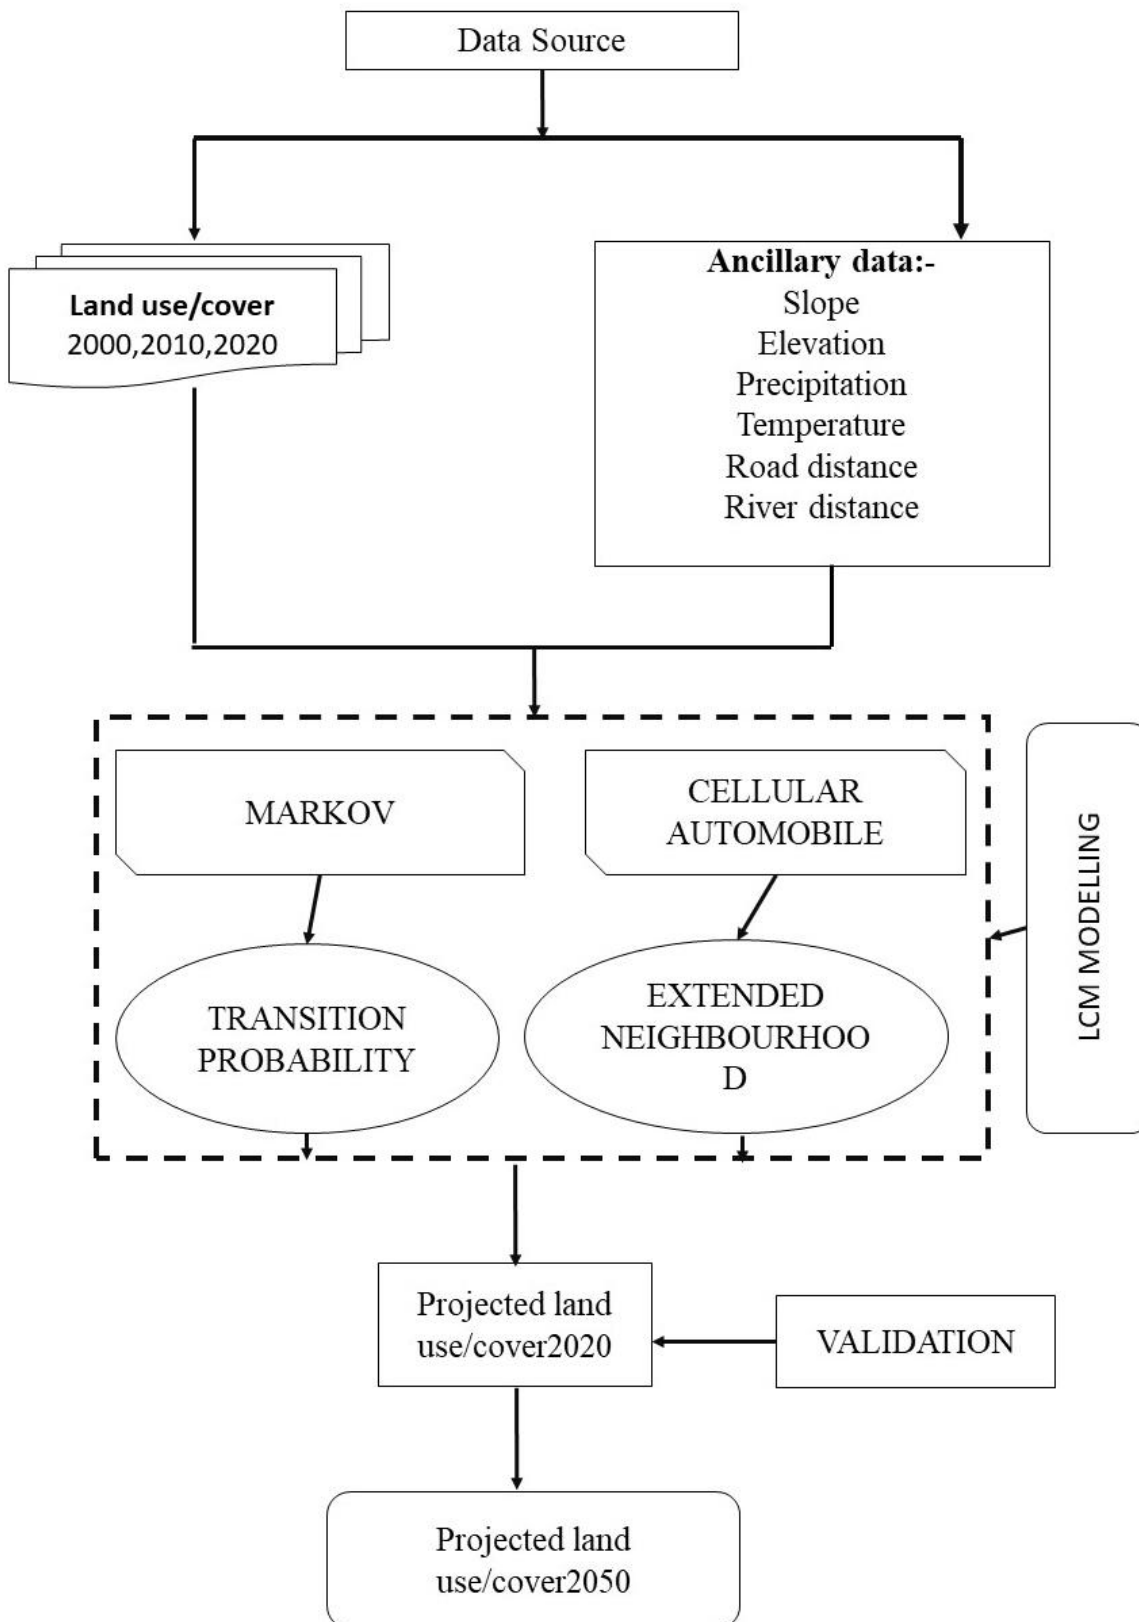 Data Source
Land use/cover
2000,2010,2020
Ancillary data:-
Slope
Elevation
Precipitation
Temperature
Road distance
River distance
MARKOV
CELLULAR
AUTOMOBILE
TRANSITION
PROBABILITY
EXTENDED
NEIGHBOURHOO
D
LCM MODELLING
Projected land
use/cover2020
VALIDATION
Projected land
use/cover2050